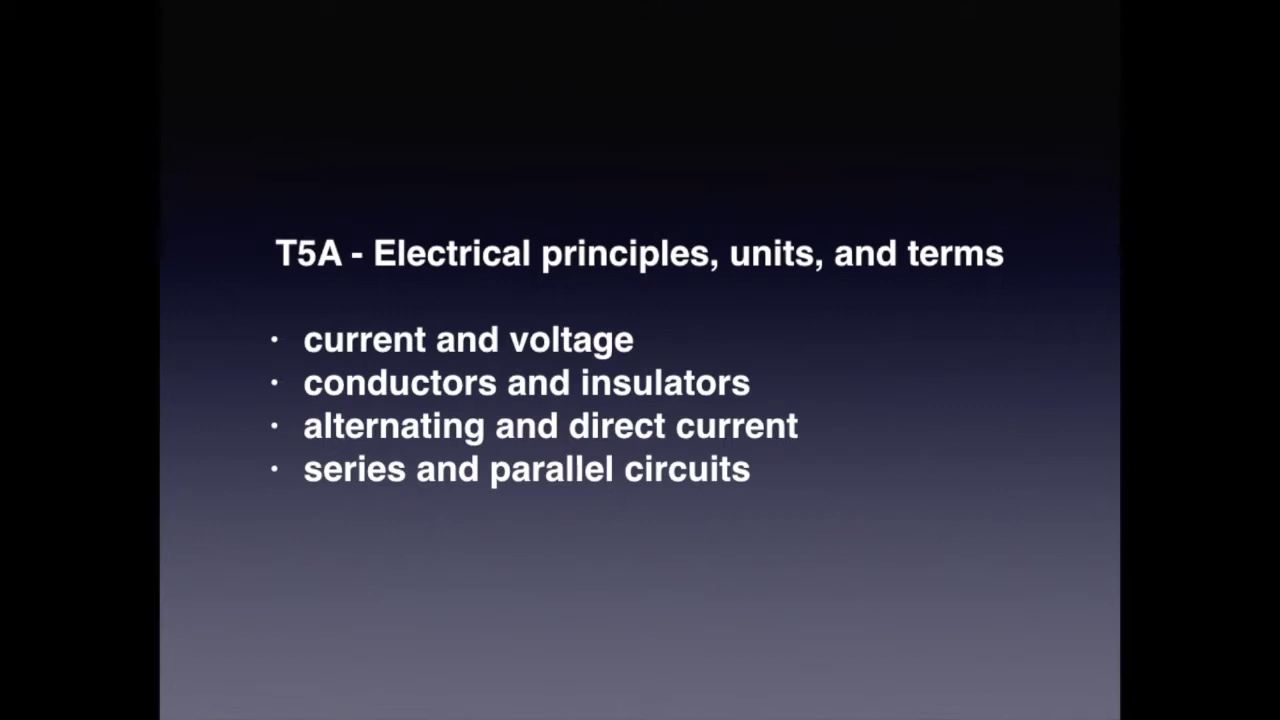 T5A - Electrical principles, units, and terms
· current and voltage
· conductors and insulators
· alternating and direct current
· series and parallel circuits